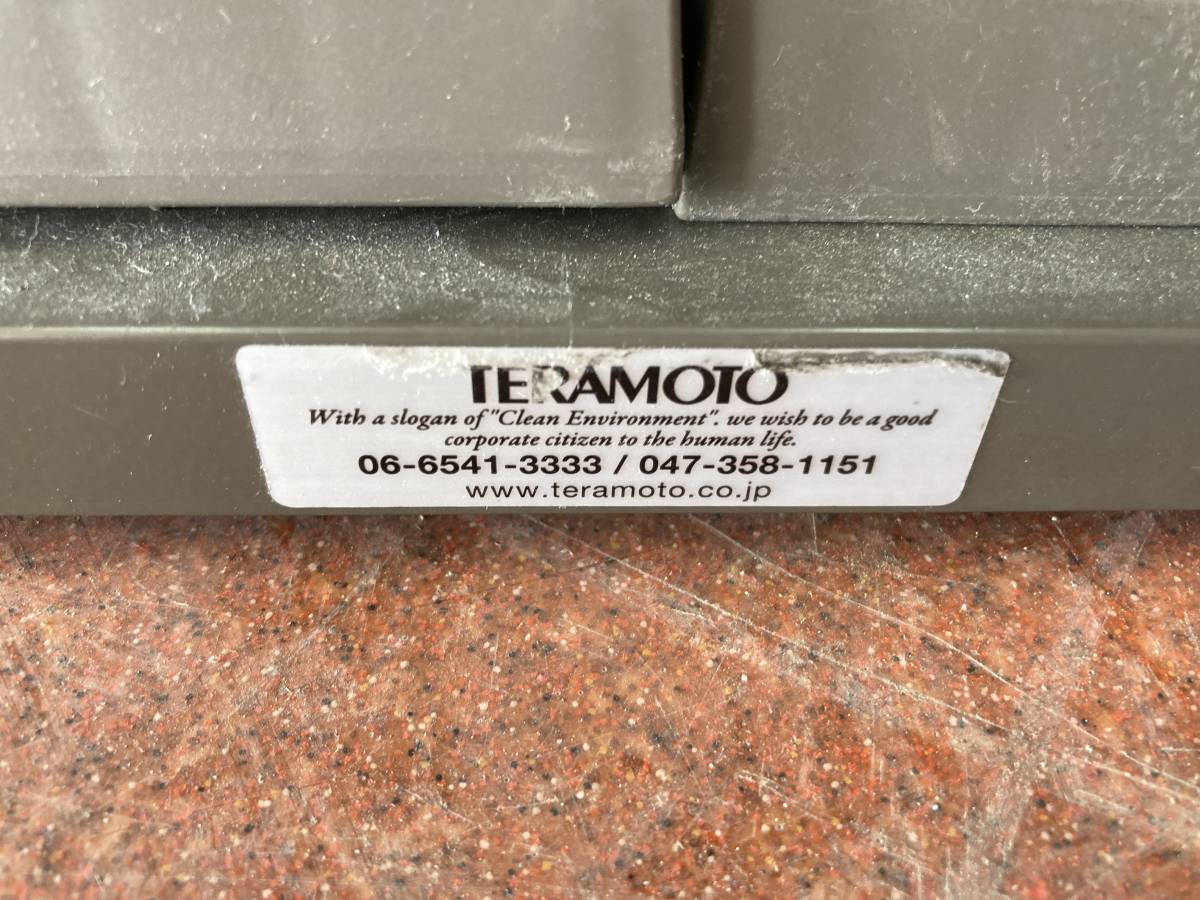 TERAMOTO
With a slogan of "Clean Environment". we wish to be a good
corporate citizen to the human life.
06-6541-3333 / 047-358-1151
www.teramoto.co.jp